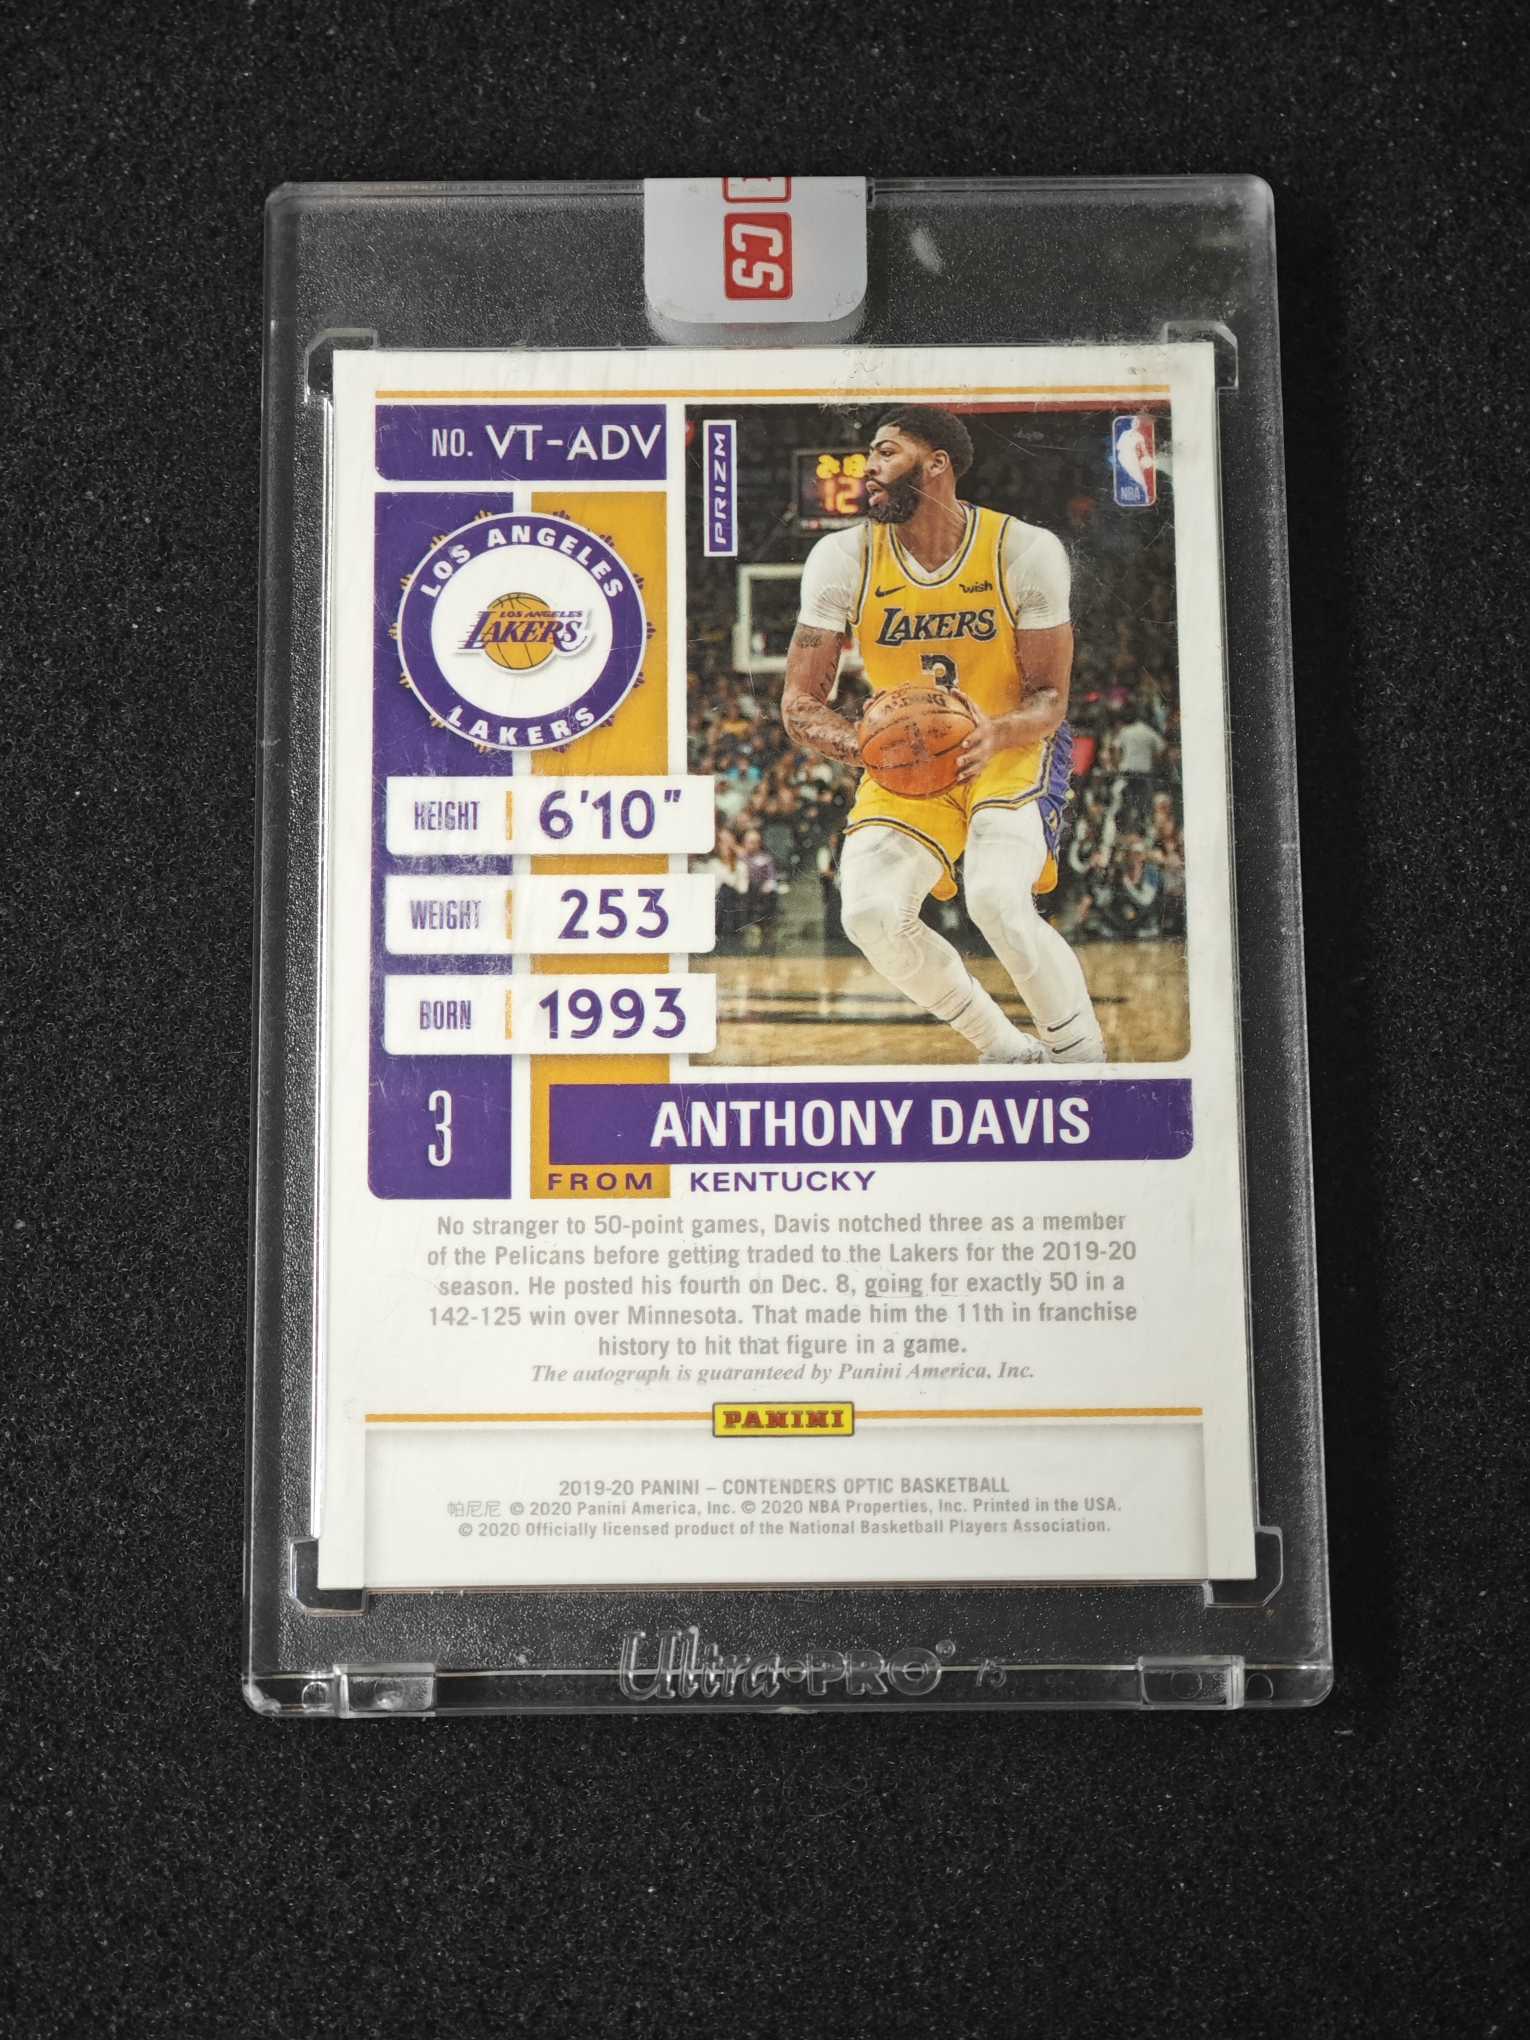 CS
NO. VT-ADV
PRIZM
NBA
LOS ANGELES
LOS ANGELES
LAKERS
LAKERS
12
wish
LAKERS
3
SPALDING
HEIGHT 6'10"
WEIGHT 253
BORN 1993
3
ANTHONY DAVIS
FROM KENTUCKY
No stranger to 50-point games, Davis notched three as a member
of the Pelicans before getting traded to the Lakers for the 2019-20
season. He posted his fourth on Dec. 8, going for exactly 50 in a
142-125 win over Minnesota. That made him the 11th in franchise
history to hit that figure in a game.
The autograph is guaranteed by Panini America, Inc.
PANINI
2019-20 PANINI – CONTENDERS OPTIC BASKETBALL
帕尼尼 © 2020 Panini America, Inc. © 2020 NBA Properties, Inc. Printed in the USA.
© 2020 Officially licensed product of the National Basketball Players Association.
Ultra·PRO®